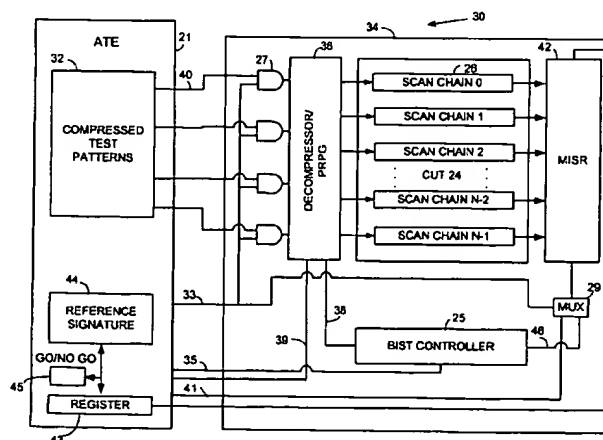 30
34
ATE
21
42
32
27
36
40
26
SCAN CHAIN 0
SCAN CHAIN 1
COMPRESSED
TEST
PATTERNS
DECOMPRESSOR/
PRPG
SCAN CHAIN 2
MISR
CUT 24
SCAN CHAIN N-2
SCAN CHAIN N-1
44
33
REFERENCE
SIGNATURE
MUX
29
39
38
25
BIST CONTROLLER
46
GO/NO GO
35
45
41
REGISTER
43